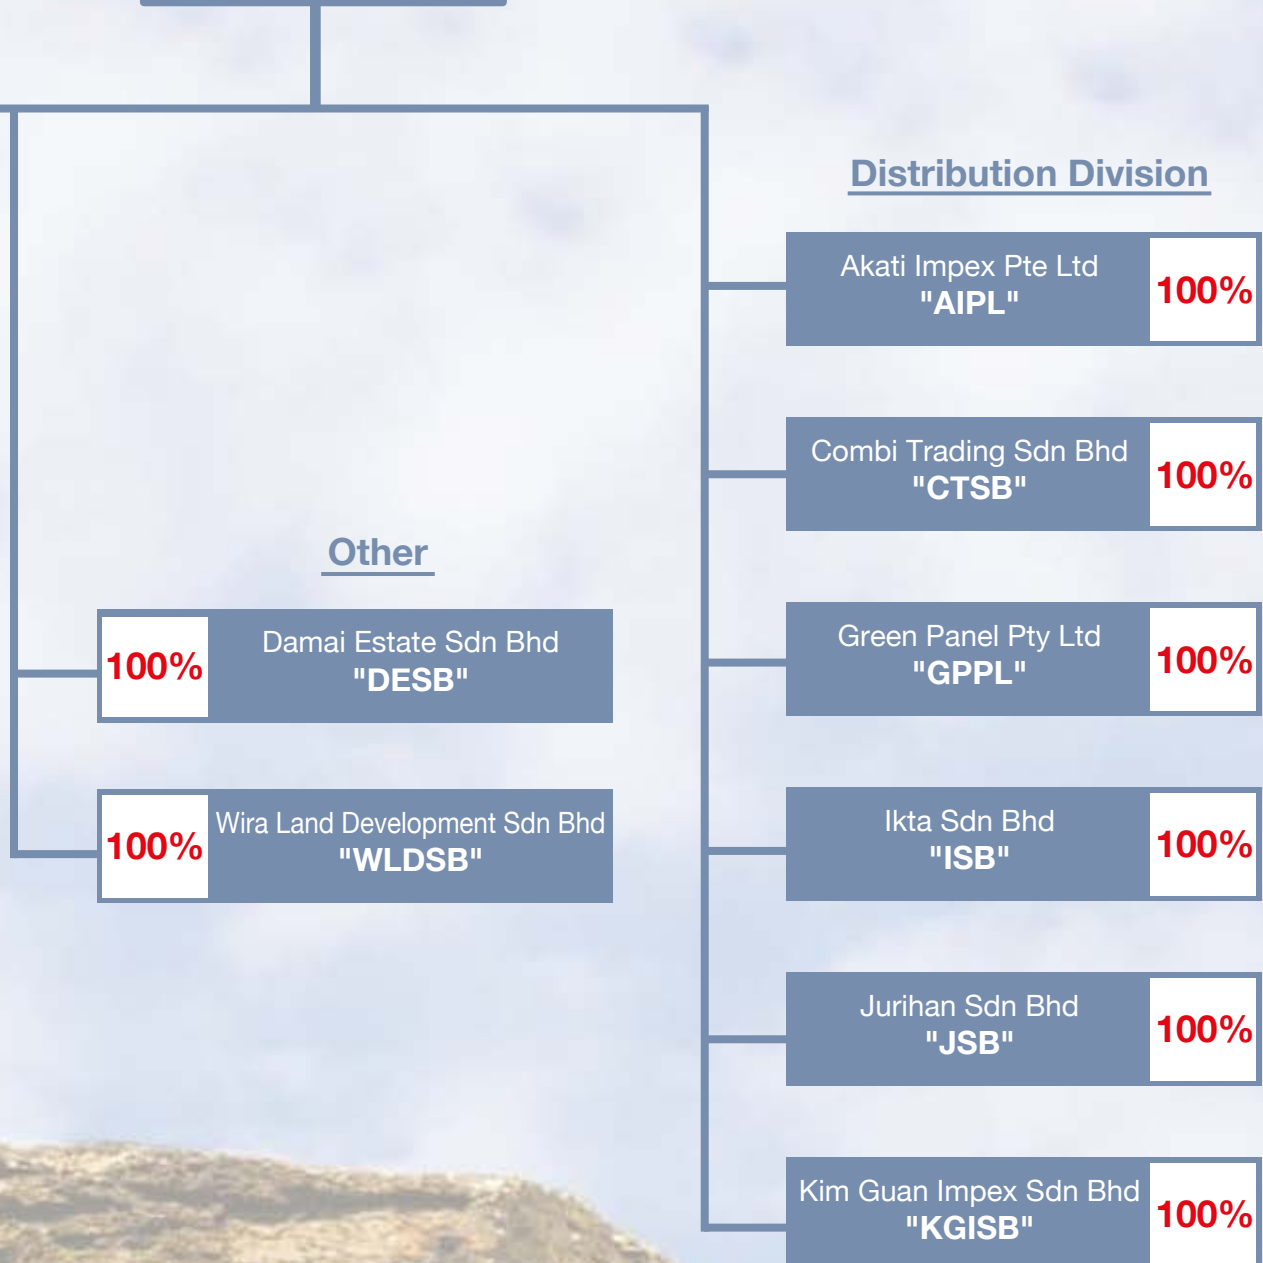 Distribution Division
Akati Impex Pte Ltd
"AIPL"
100%
Combi Trading Sdn Bhd
"CTSB"
100%
Other
Green Panel Pty Ltd
"GPPL"
100%
100%
Damai Estate Sdn Bhd
"DESB"
Ikta Sdn Bhd
"ISB"
100%
100%
Wira Land Development Sdn Bhd
"WLDSB"
Jurihan Sdn Bhd
"JSB"
100%
Kim Guan Impex Sdn Bhd
"KGISB"
100%